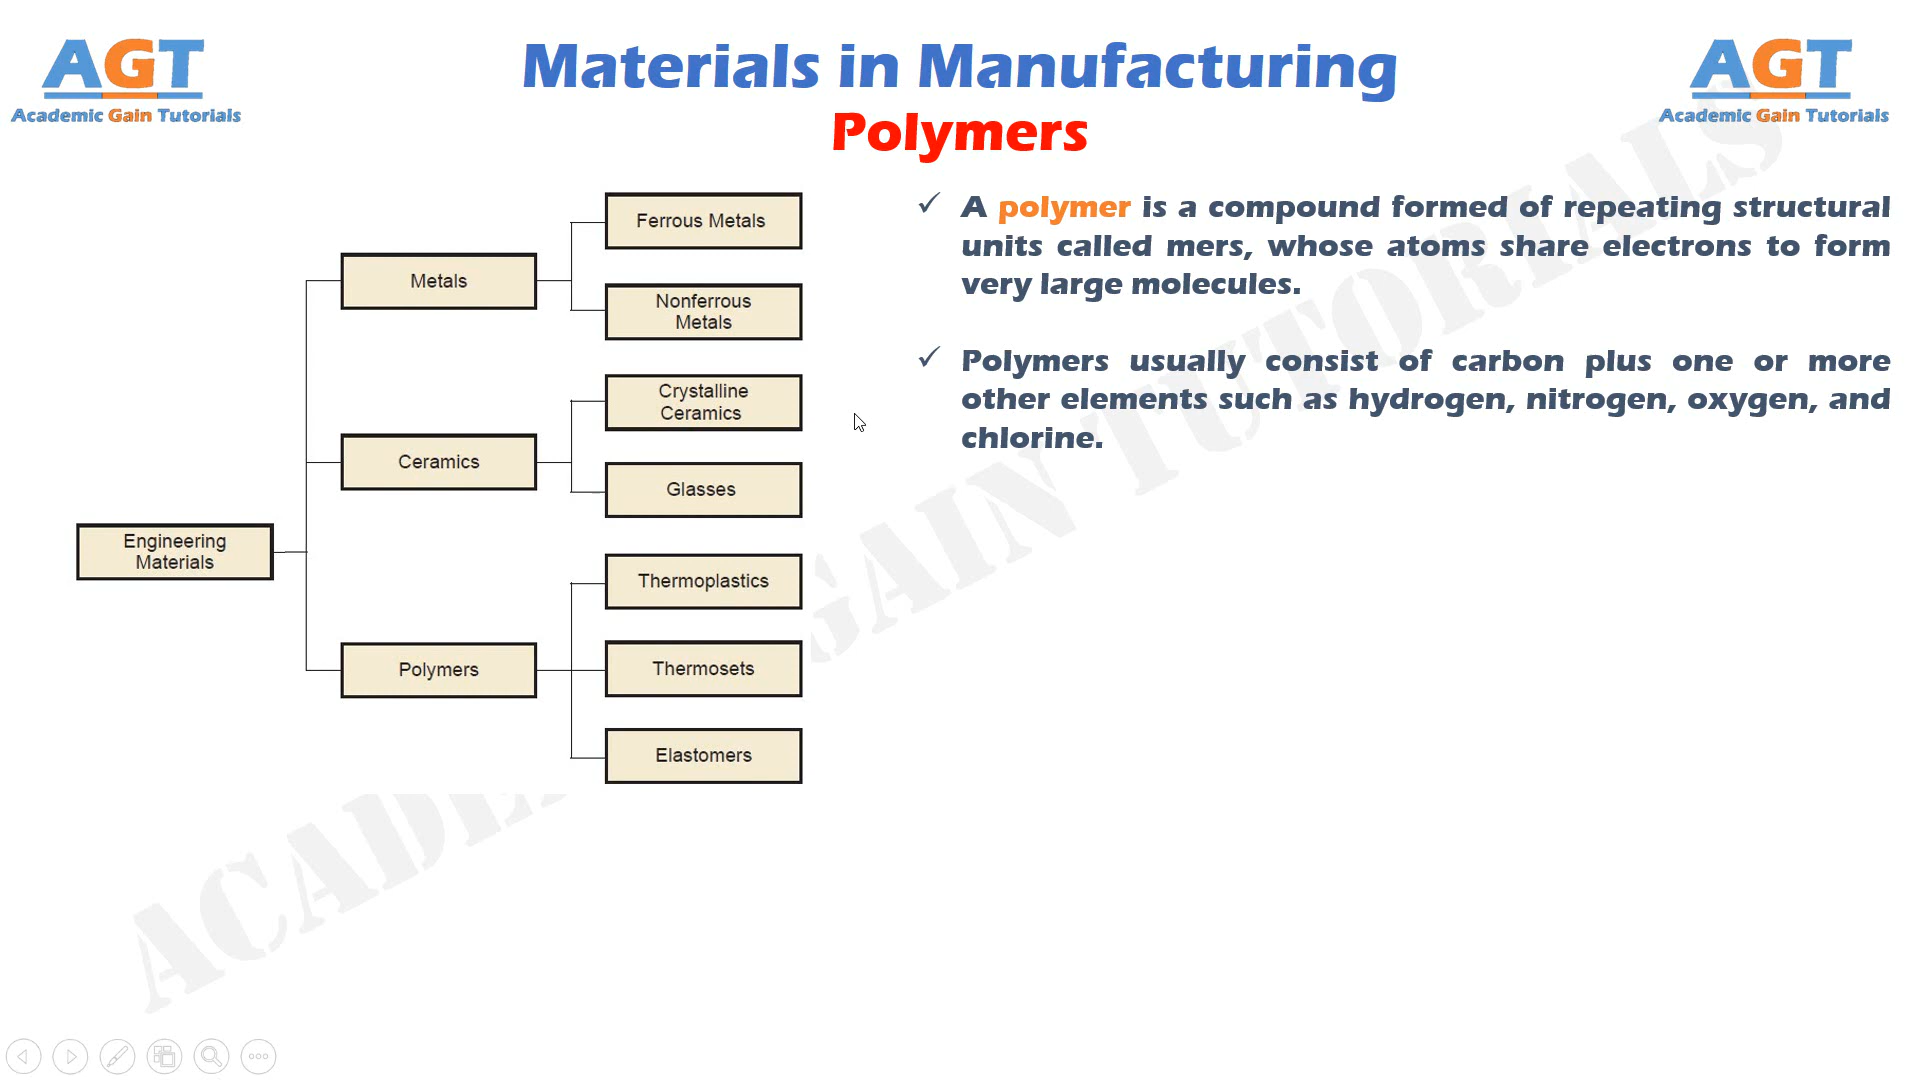 AGT
Academic Gain Tutorials
Materials in Manufacturing
Polymers
AGT
Academic Gain Tutorials
Engineering
Materials
Metals
Ceramics
Polymers
Ferrous Metals
Nonferrous
Metals
Crystalline
Ceramics
Glasses
Thermoplastics
Thermosets
Elastomers
✓ A polymer is a compound formed of repeating structural
units called mers, whose atoms share electrons to form
very large molecules.
✓ Polymers usually consist of carbon plus one or more
other elements such as hydrogen, nitrogen, oxygen, and
chlorine.
GAIN TUTORIALS